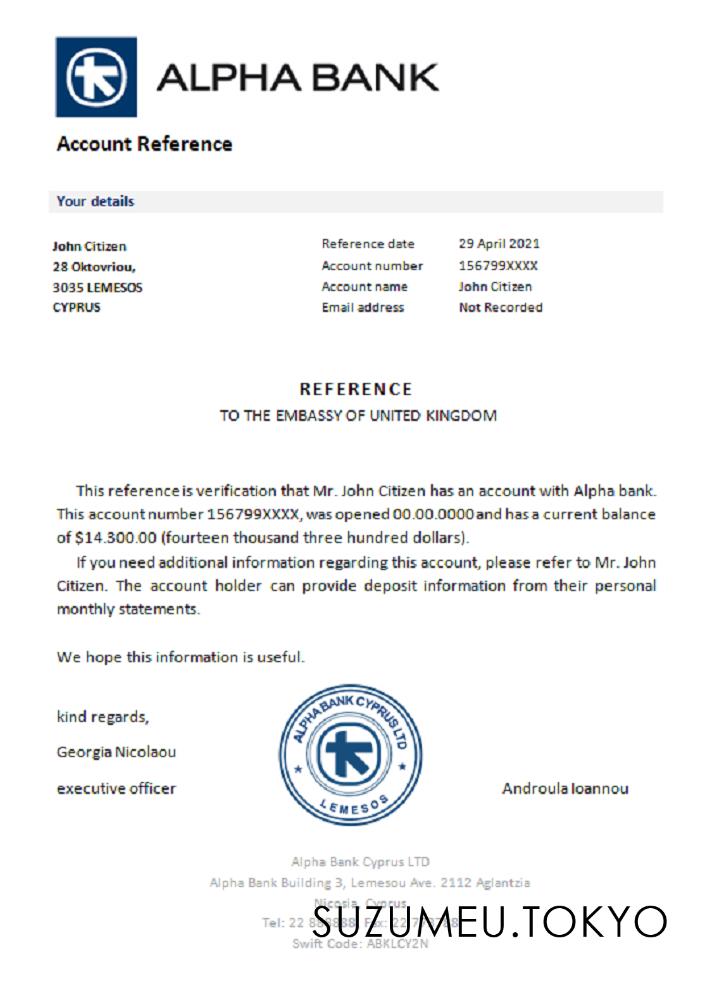 ALPHA BANK
Account Reference
Your details
John Citizen
28 Oktovriou,
3035 LEMESOS
CYPRUS
Reference date 29 April 2021
Account number 156799XXXX
Account name John Citizen
Email address Not Recorded
REFERENCE
TO THE EMBASSY OF UNITED KINGDOM
This reference is verification that Mr. John Citizen has an account with Alpha bank.
This account number 156799XXXX, was opened 00.00.0000 and has a current balance
of $14.300.00 (fourteen thousand three hundred dollars).
If you need additional information regarding this account, please refer to Mr. John
Citizen. The account holder can provide deposit information from their personal
monthly statements.
We hope this information is useful.
kind regards,
Georgia Nicolaou
executive officer
ALPHA BANK CYPRUS LTD
LEMESOS
Androula Ioannou
Alpha Bank Cyprus LTD
Alpha Bank Building 3, Lemesou Ave. 2112 Aglantzia
Nicosia, Cyprus
Tel: 22 Fax: 22
SUZUMEU.TOKYO
Swift Code: ABKLCY2N